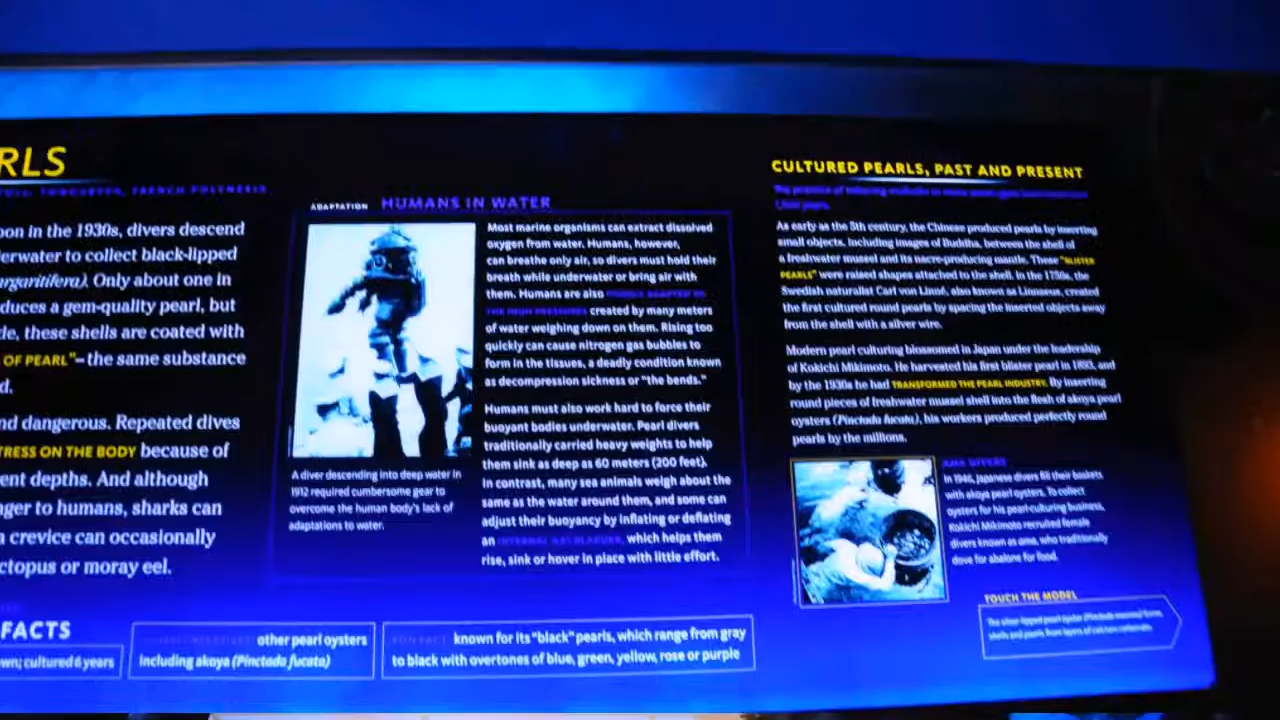 RLS
FRENCH POLYNESIA
oon in the 1930s, divers descend
erwater to collect black-lipped
argaritifera). Only about one in
duces a gem-quality pearl, but
de, these shells are coated with
OF PEARL"—the same substance
d.
nd dangerous. Repeated dives
TRESS ON THE BODY because of
ent depths. And although
nger to humans, sharks can
a crevice can occasionally
ctopus or moray eel.
ADAPTATION HUMANS IN WATER
Most marine organisms can extract dissolved
oxygen from water. Humans, however,
can breathe only air, so divers must hold their
breath while underwater or bring air with
them. Humans are also
created by many meters
of water weighing down on them. Rising too
quickly can cause nitrogen gas bubbles to
form in the tissues, a deadly condition known
as decompression sickness or "the bends."
Humans must also work hard to force their
buoyant bodies underwater. Pearl divers
traditionally carried heavy weights to help
them sink as deep as 60 meters (200 feet).
In contrast, many sea animals weigh about the
same as the water around them, and some can
adjust their buoyancy by inflating or deflating
an INTERNAL GAS BLADDER, which helps them
rise, sink or hover in place with little effort.
A diver descending into deep water in
1912 required cumbersome gear to
overcome the human body's lack of
adaptations to water.
CULTURED PEARLS, PAST AND PRESENT
As early as the 5th century, the Chinese produced pearls by inserting
small objects, including images of Buddha, between the shell of
a freshwater mussel and its nacre-producing mantle. These "BLISTER
PEARLS" were raised shapes attached to the shell. In the 1750s, the
Swedish naturalist Carl von Linné, also known as Linnaeus, created
the first cultured round pearls by spacing the inserted objects away
from the shell with a silver wire.
Modern pearl culturing blossomed in Japan under the leadership
of Kokichi Mikimoto. He harvested his first blister pearl in 1893, and
by the 1930s he had TRANSFORMED THE PEARL INDUSTRY. By inserting
round pieces of freshwater mussel shell into the flesh of akoya pearl
oysters (Pinctada fucata), his workers produced perfectly round
pearls by the millions.
AMA DIVERS
In 1946, Japanese divers fill their baskets
with akoya pearl oysters. To collect
oysters for his pearl-culturing business,
Kokichi Mikimoto recruited female
divers known as ama, who traditionally
dove for abalone for food.
TOUCH THE MODEL
FACTS
own; cultured 6 years
other pearl oysters
including akoya (Pinctada fucata)
known for its "black" pearls, which range from gray
to black with overtones of blue, green, yellow, rose or purple